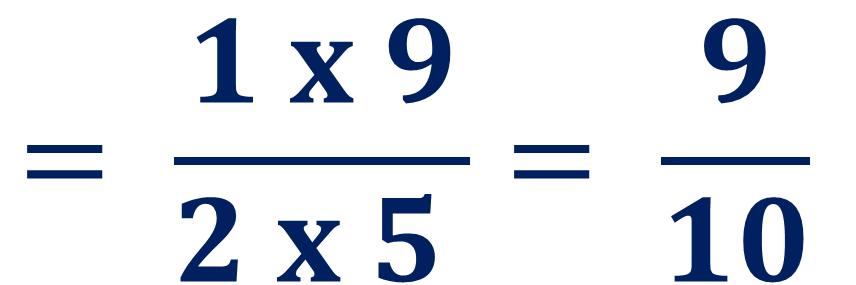 = 1 x 9 / 2 x 5 = 9 / 10